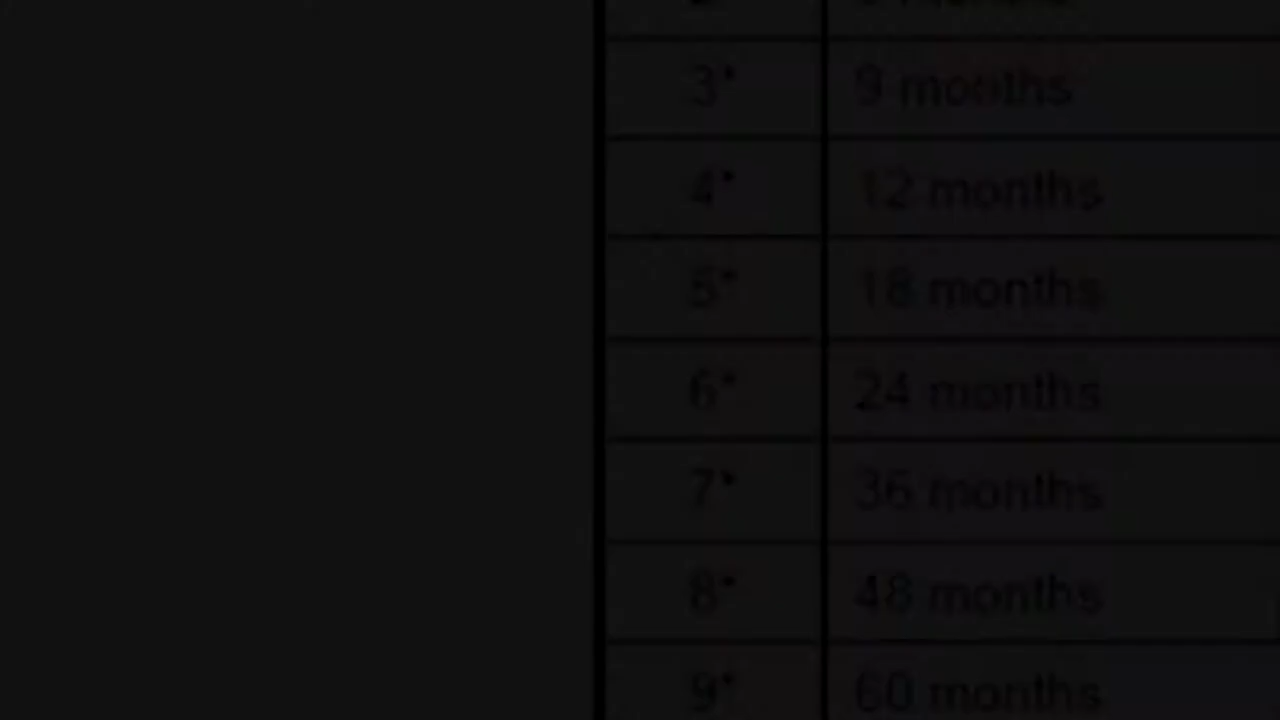 3* 9 months
4* 12 months
5* 18 months
6* 24 months
7* 36 months
8* 48 months
9* 60 months